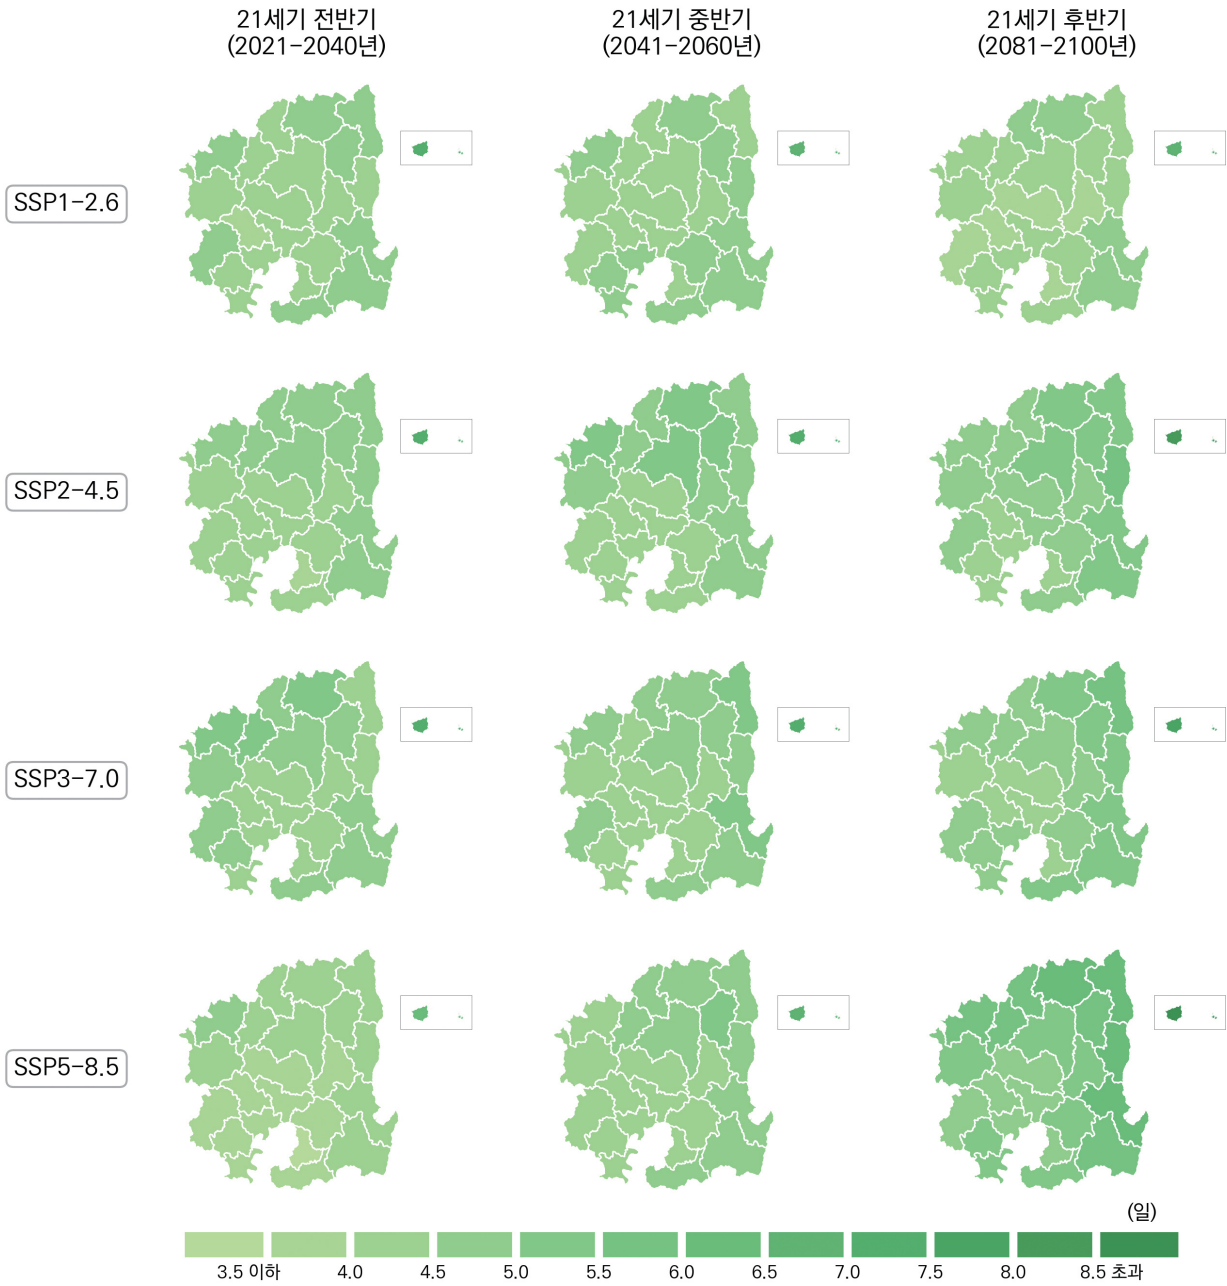 21세기 전반기
(2021-2040년)
21세기 중반기
(2041-2060년)
21세기 후반기
(2081-2100년)
SSP1-2.6
SSP2-4.5
SSP3-7.0
SSP5-8.5
(일)
3.5 이하 4.0 4.5 5.0 5.5 6.0 6.5 7.0 7.5 8.0 8.5 초과